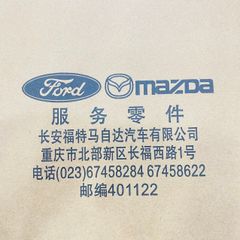 Ford mazda
服务零件
长安福特马自达汽车有限公司
重庆市北部新区长福西路1号
电话(023)67458284 67458622
邮编401122